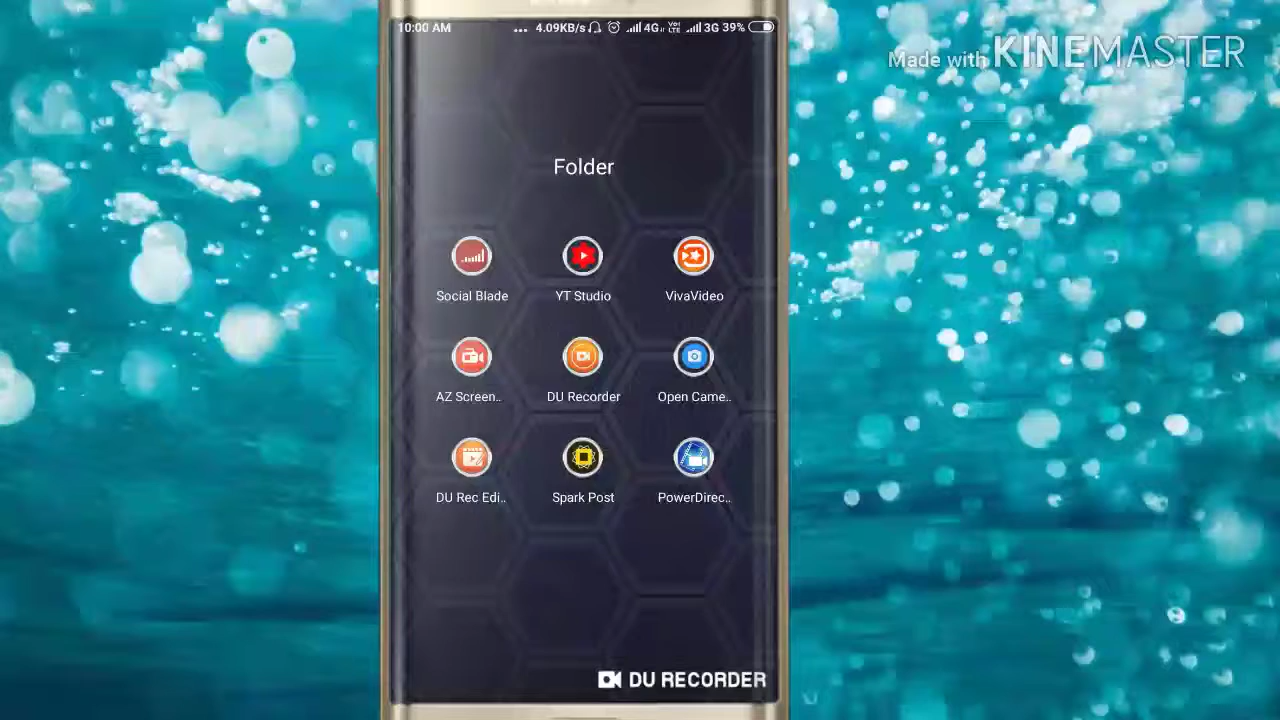 10:00 AM ... 4.09KB/s 4G VoLTE 3G 39%
Made with KINEMASTER
Folder
Social Blade YT Studio VivaVideo
AZ Screen.. DU Recorder Open Came..
DU Rec Edi.. Spark Post PowerDirec..
DU RECORDER